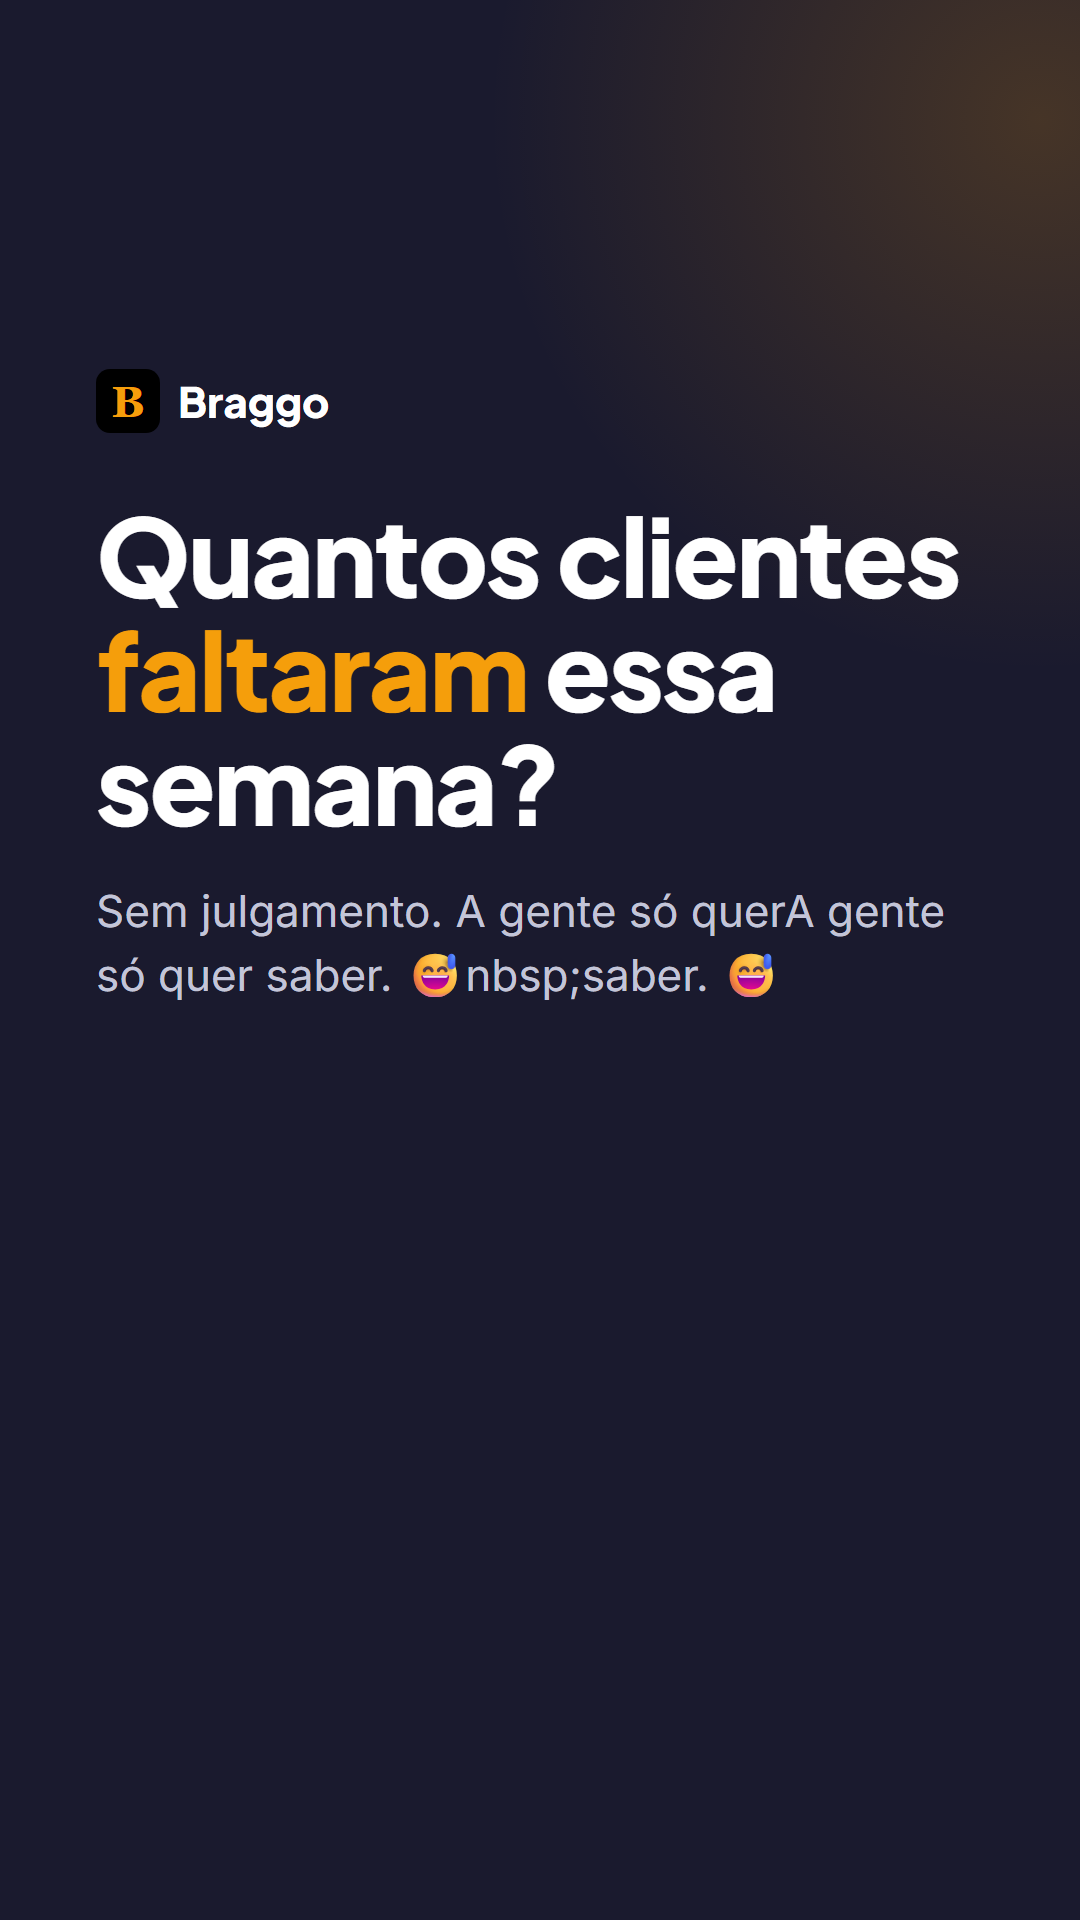 B Braggo
Quantos clientes
faltaram essa
semana?
Sem julgamento. A gente só querA gente
só quer saber. 😅nbsp;saber. 😅